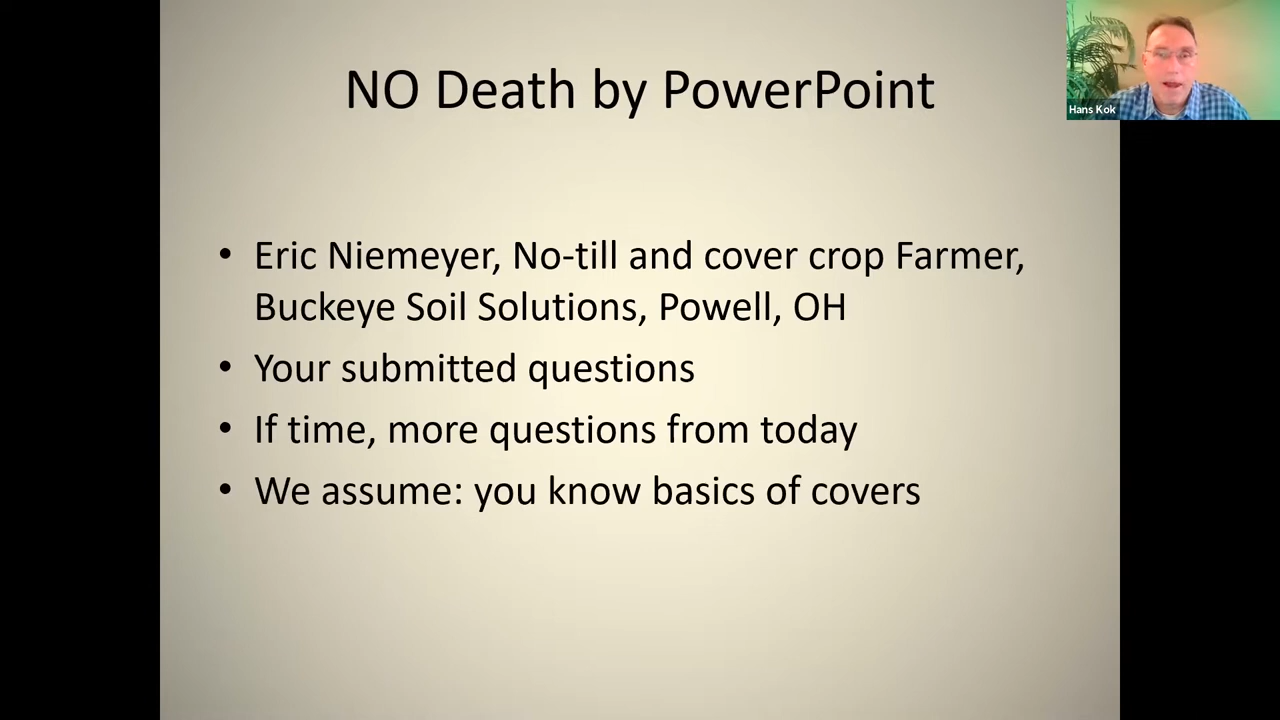 NO Death by PowerPoint
Hans Kok
• Eric Niemeyer, No-till and cover crop Farmer,
Buckeye Soil Solutions, Powell, OH
• Your submitted questions
• If time, more questions from today
• We assume: you know basics of covers